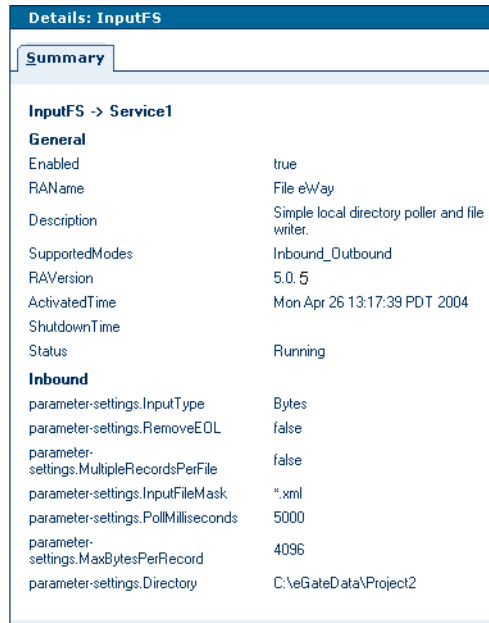 Details: InputFS
Summary
InputFS -> Service1
General
Enabled true
RAName File eWay
Description Simple local directory poller and file
writer.
SupportedModes Inbound_Outbound
RAVersion 5.0.5
ActivatedTime Mon Apr 26 13:17:39 PDT 2004
ShutdownTime
Status Running
Inbound
parameter-settings.InputType Bytes
parameter-settings.RemoveEOL false
parameter-
settings.MultipleRecordsPerFile false
parameter-settings.InputFileMask *.xml
parameter-settings.PollMilliseconds 5000
parameter-
settings.MaxBytesPerRecord 4096
parameter-settings.Directory C:\eGateData\Project2